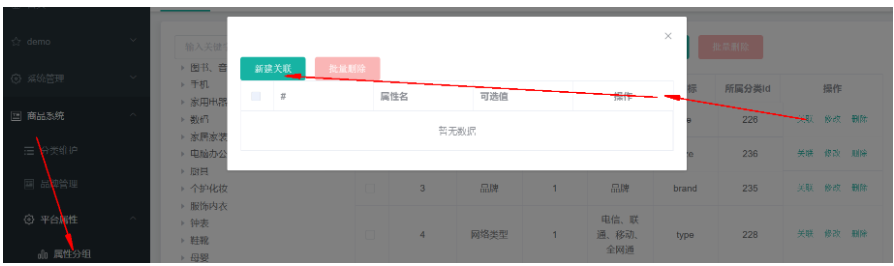 demo
系统管理
商品系统
分类维护
品牌管理
平台属性
属性分组
输入关键
图书、音
手机
家用电器
数码
家居家装
电脑办公
厨具
个护化妆
服饰内衣
钟表
鞋靴
母婴
新建关联 批量删除
# 属性名 可选值 操作
暂无数据
批量删除
所属分类id 操作
226 关联 修改 删除
236 关联 修改 删除
3 品牌 1 品牌 brand 235 关联 修改 删除
4 网络类型 1 电信、联通、移动、全网通 type 228 关联 修改 删除